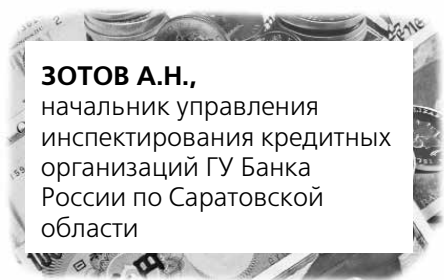 ЗОТОВ А.Н.,
начальник управления
инспектирования кредитных
организаций ГУ Банка
России по Саратовской
области